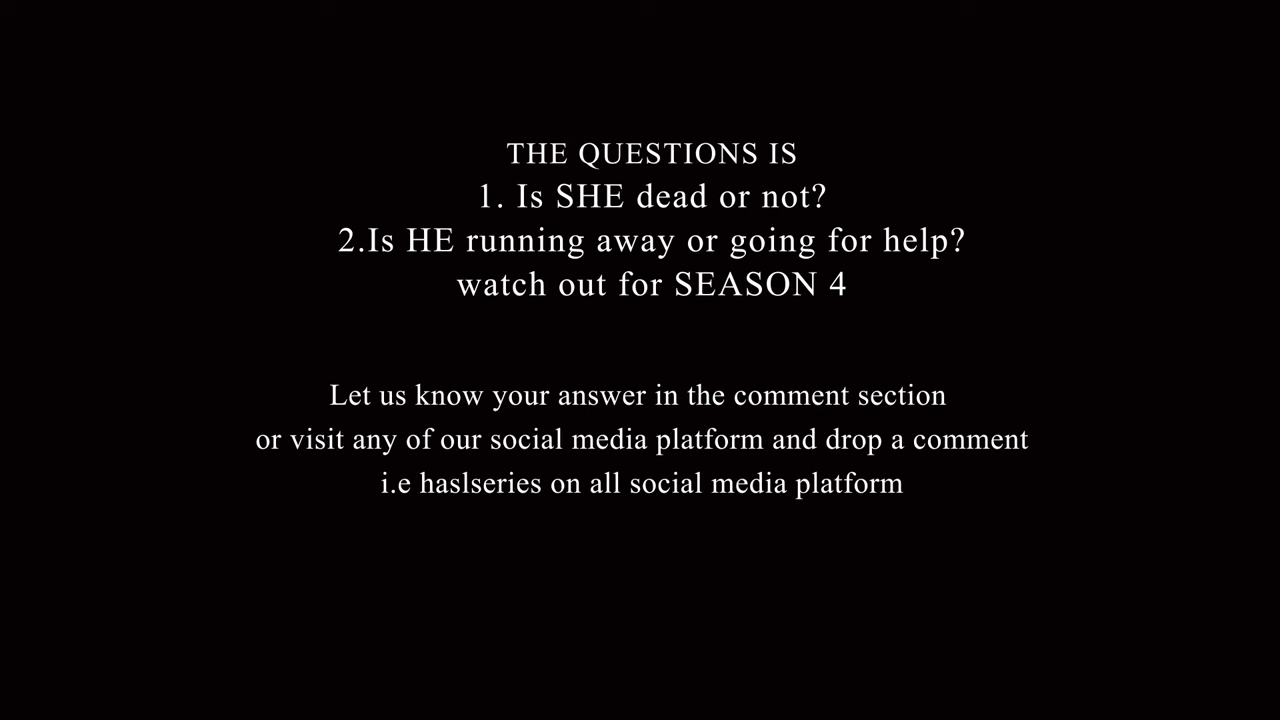 THE QUESTIONS IS
1. Is SHE dead or not?
2.Is HE running away or going for help?
watch out for SEASON 4
Let us know your answer in the comment section
or visit any of our social media platform and drop a comment
i.e haslseries on all social media platform